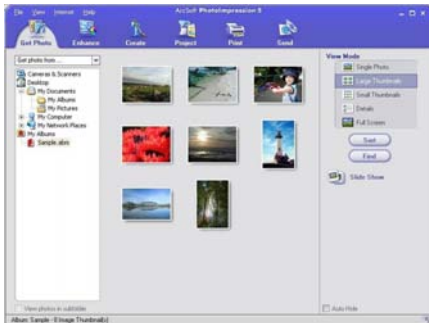 ArcSoft PhotoImpression 5
File View Internet Help
Get Photo Enhance Create Project Print Send
Get photo from...
Cameras & Scanners
Desktop
My Documents
My Albums
My Pictures
My Computer
My Network Places
My Albums
Sample.abm
View Mode
Single Photo
Large Thumbnails
Small Thumbnails
Details
Full Screen
Sort
Find
Slide Show
View photos in subfolder
Auto Hide
Album: Sample - 8 Image Thumbnail(s)